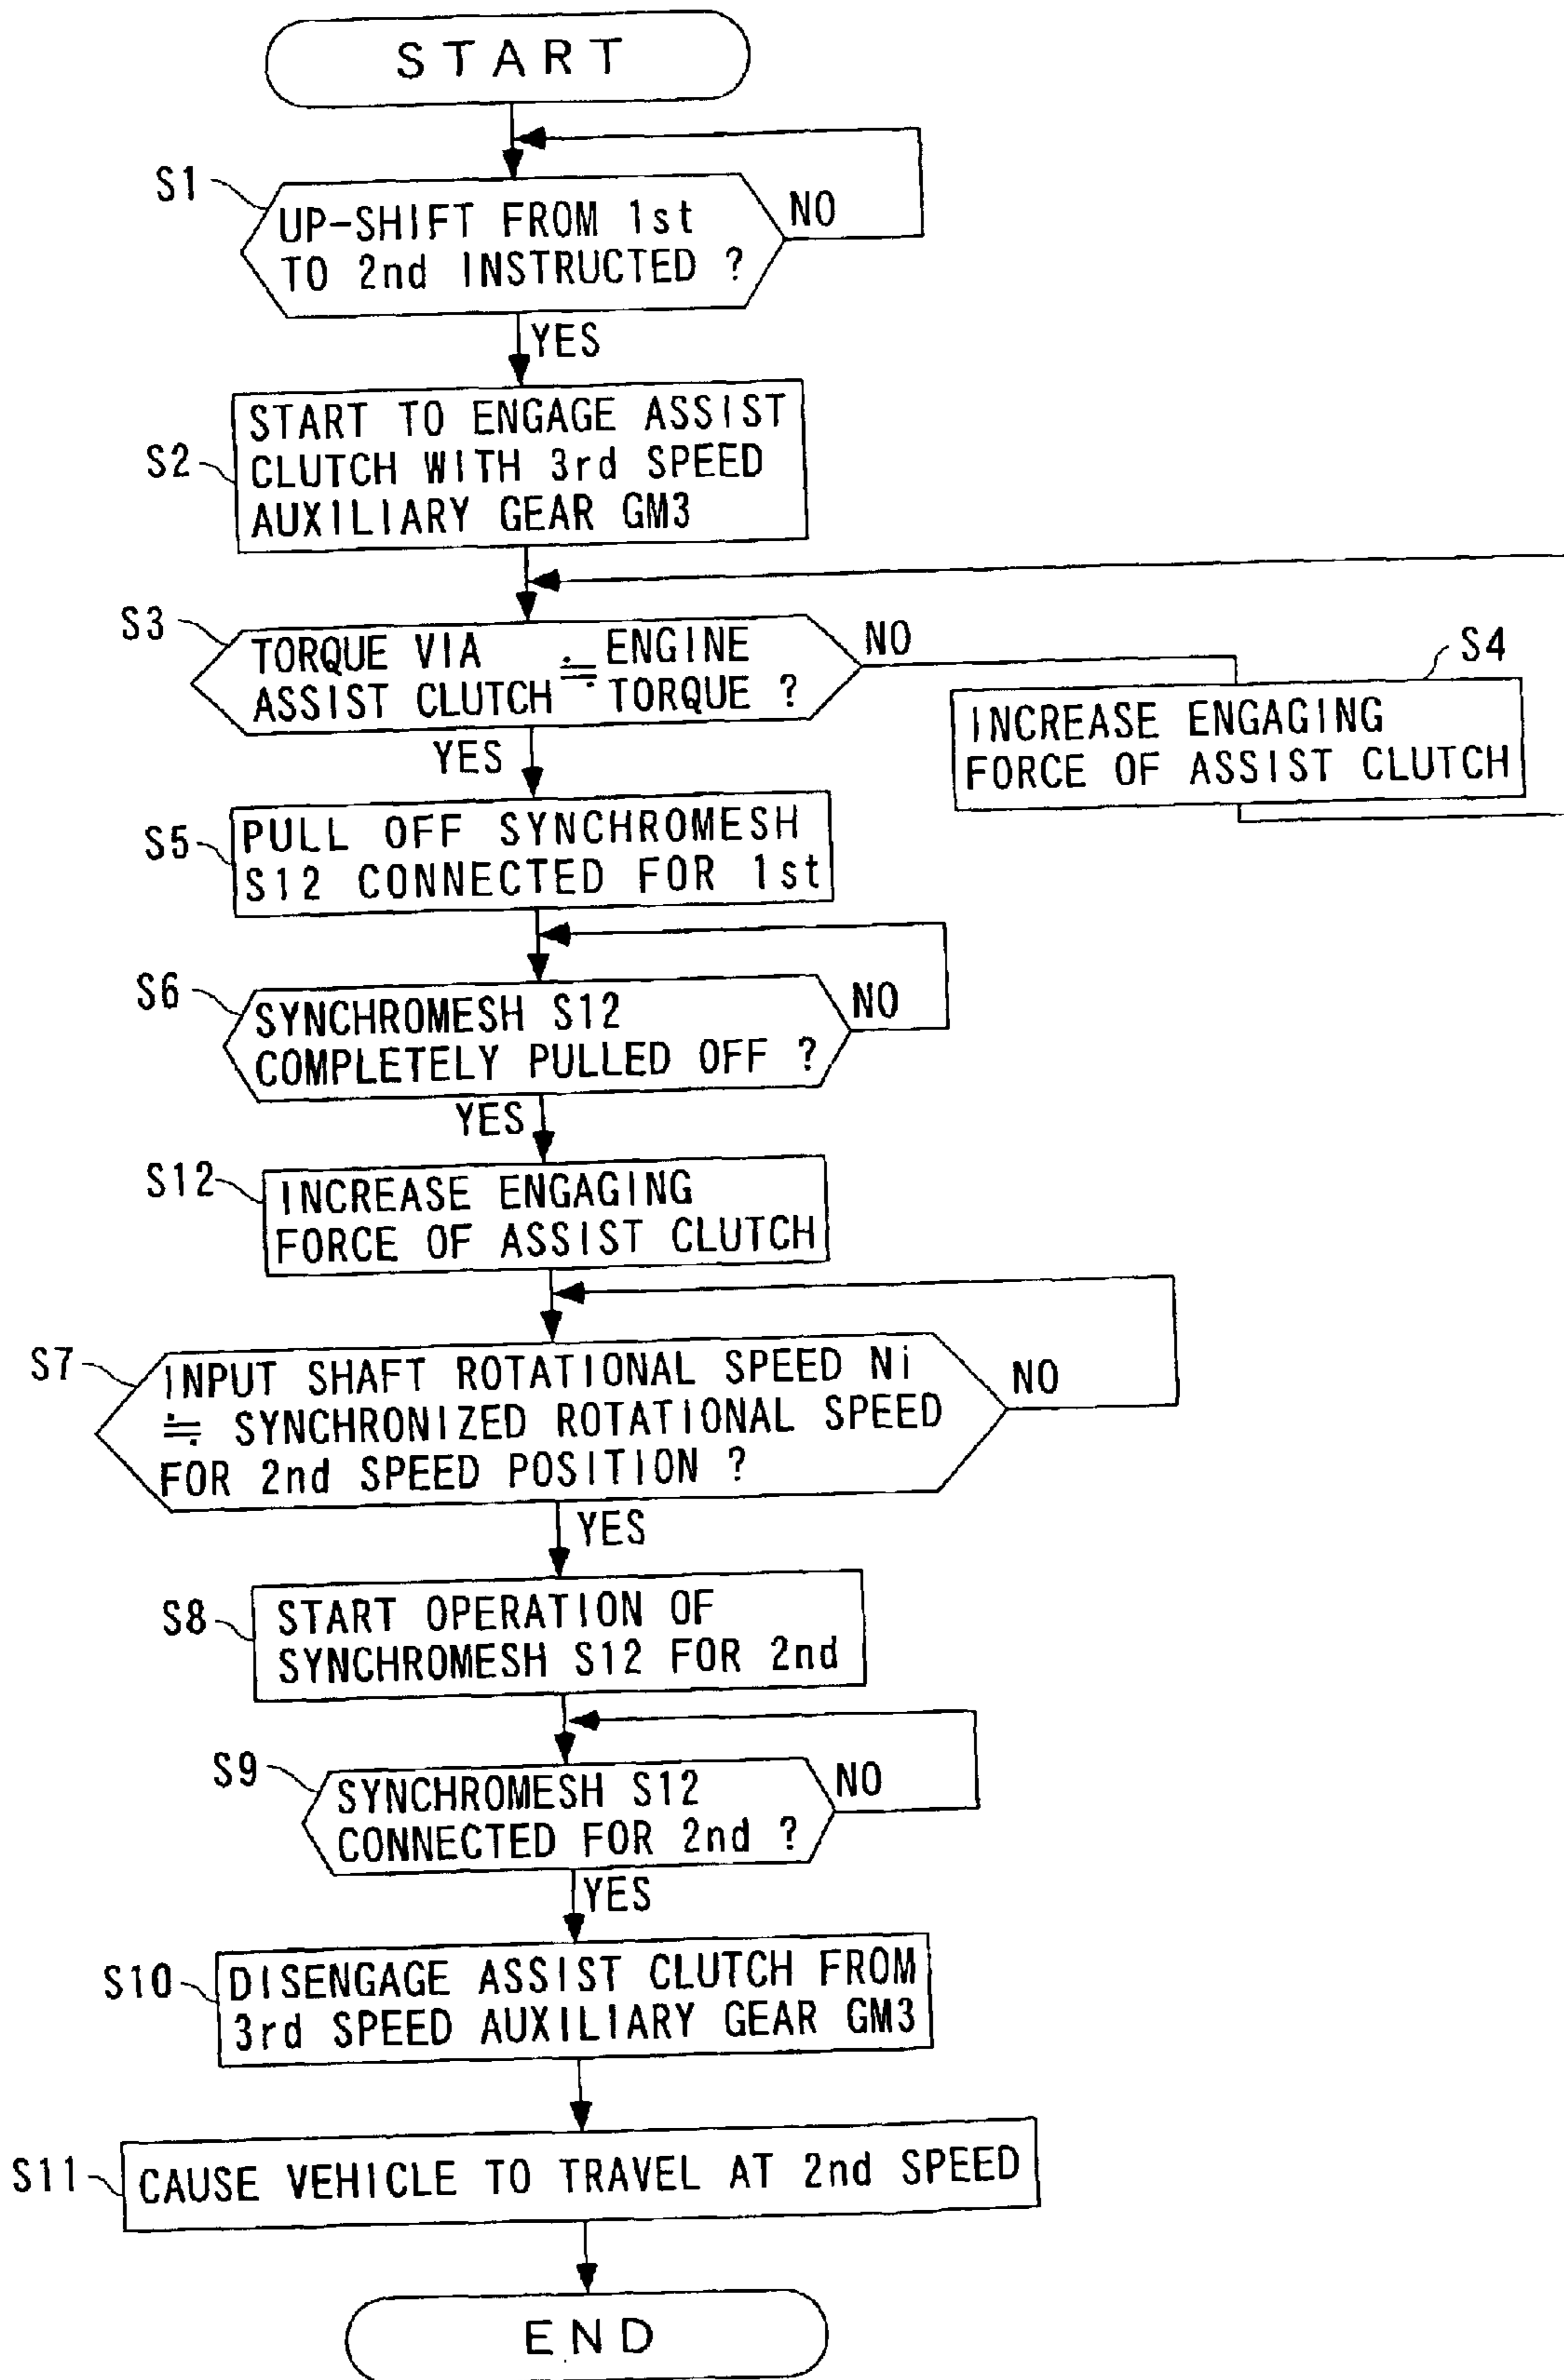 START
S1
UP-SHIFT FROM 1st
TO 2nd INSTRUCTED ?
NO
YES
S2
START TO ENGAGE ASSIST
CLUTCH WITH 3rd SPEED
AUXILIARY GEAR GM3
S3
TORQUE VIA ≒ ENGINE
ASSIST CLUTCH TORQUE ?
NO
YES
S4
INCREASE ENGAGING
FORCE OF ASSIST CLUTCH
S5
PULL OFF SYNCHROMESH
S12 CONNECTED FOR 1st
S6
SYNCHROMESH S12
COMPLETELY PULLED OFF ?
NO
YES
S12
INCREASE ENGAGING
FORCE OF ASSIST CLUTCH
S7
INPUT SHAFT ROTATIONAL SPEED Ni
≒ SYNCHRONIZED ROTATIONAL SPEED
FOR 2nd SPEED POSITION ?
NO
YES
S8
START OPERATION OF
SYNCHROMESH S12 FOR 2nd
S9
SYNCHROMESH S12
CONNECTED FOR 2nd ?
NO
YES
S10
DISENGAGE ASSIST CLUTCH FROM
3rd SPEED AUXILIARY GEAR GM3
S11
CAUSE VEHICLE TO TRAVEL AT 2nd SPEED
END